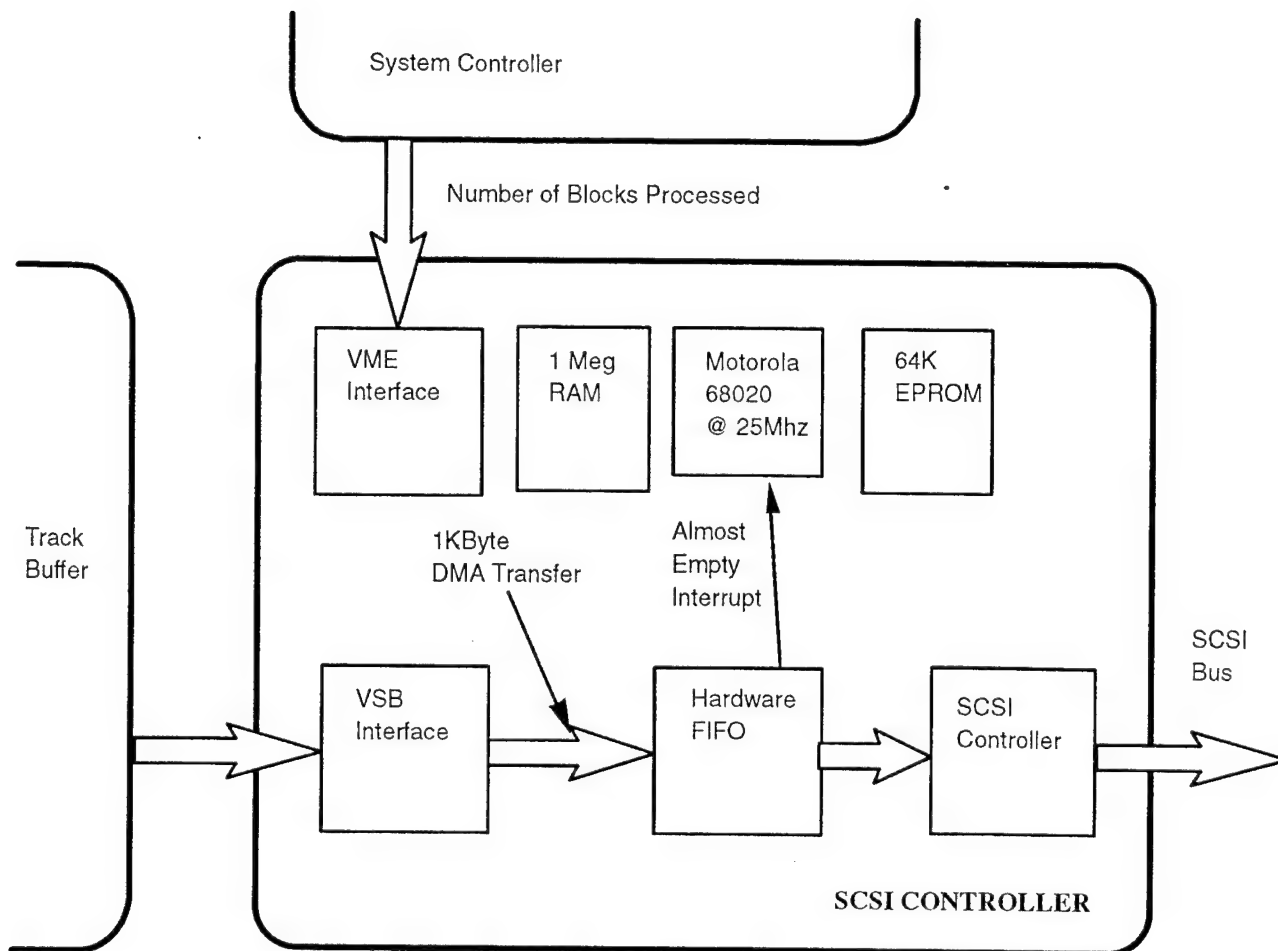 System Controller
Number of Blocks Processed
VME
Interface
1 Meg
RAM
Motorola
68020
@ 25Mhz
64K
EPROM
Track
Buffer
1KByte
DMA Transfer
Almost
Empty
Interrupt
SCSI
Bus
VSB
Interface
Hardware
FIFO
SCSI
Controller
SCSI CONTROLLER